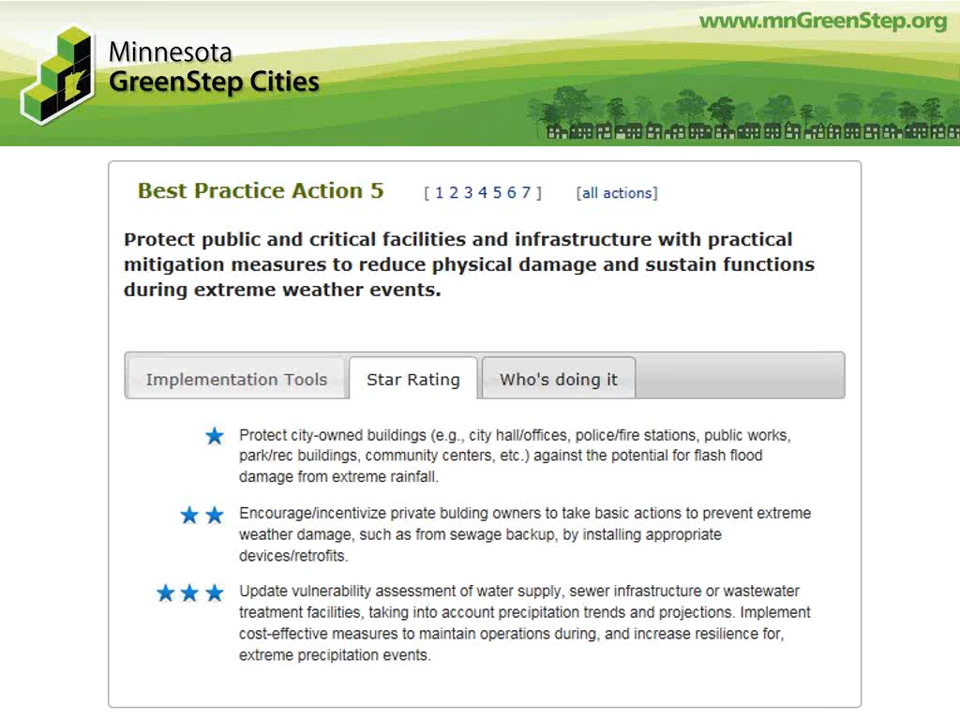 www.mnGreenStep.org
Minnesota
GreenStep Cities
Best Practice Action 5 [ 1 2 3 4 5 6 7 ] [all actions]
Protect public and critical facilities and infrastructure with practical
mitigation measures to reduce physical damage and sustain functions
during extreme weather events.
Implementation Tools Star Rating Who's doing it
Protect city-owned buildings (e.g., city hall/offices, police/fire stations, public works,
park/rec buildings, community centers, etc.) against the potential for flash flood
damage from extreme rainfall.
Encourage/incentivize private bulding owners to take basic actions to prevent extreme
weather damage, such as from sewage backup, by installing appropriate
devices/retrofits.
Update vulnerability assessment of water supply, sewer infrastructure or wastewater
treatment facilities, taking into account precipitation trends and projections. Implement
cost-effective measures to maintain operations during, and increase resilience for,
extreme precipitation events.